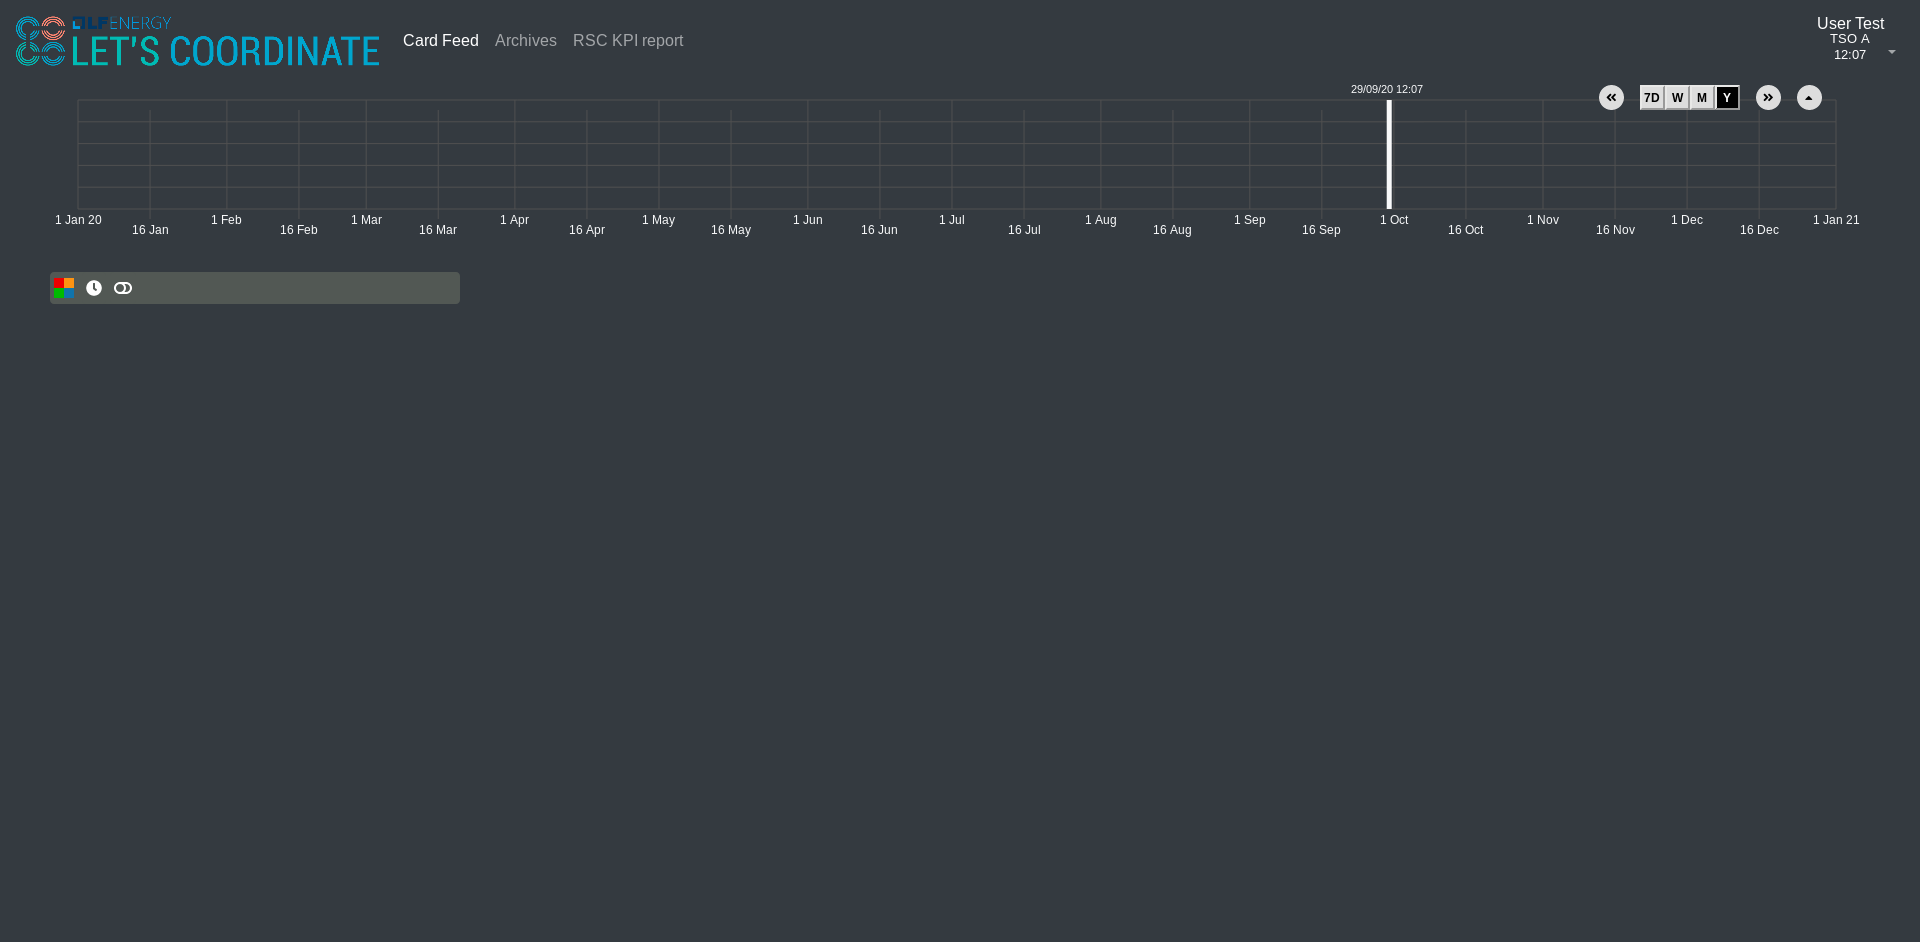 LF ENERGY
LET'S COORDINATE
Card Feed Archives RSC KPI report
User Test
TSO A
12:07
29/09/20 12:07
7D W M Y
1 Jan 20 1 Feb 1 Mar 1 Apr 1 May 1 Jun 1 Jul 1 Aug 1 Sep 1 Oct 1 Nov 1 Dec 1 Jan 21
16 Jan 16 Feb 16 Mar 16 Apr 16 May 16 Jun 16 Jul 16 Aug 16 Sep 16 Oct 16 Nov 16 Dec